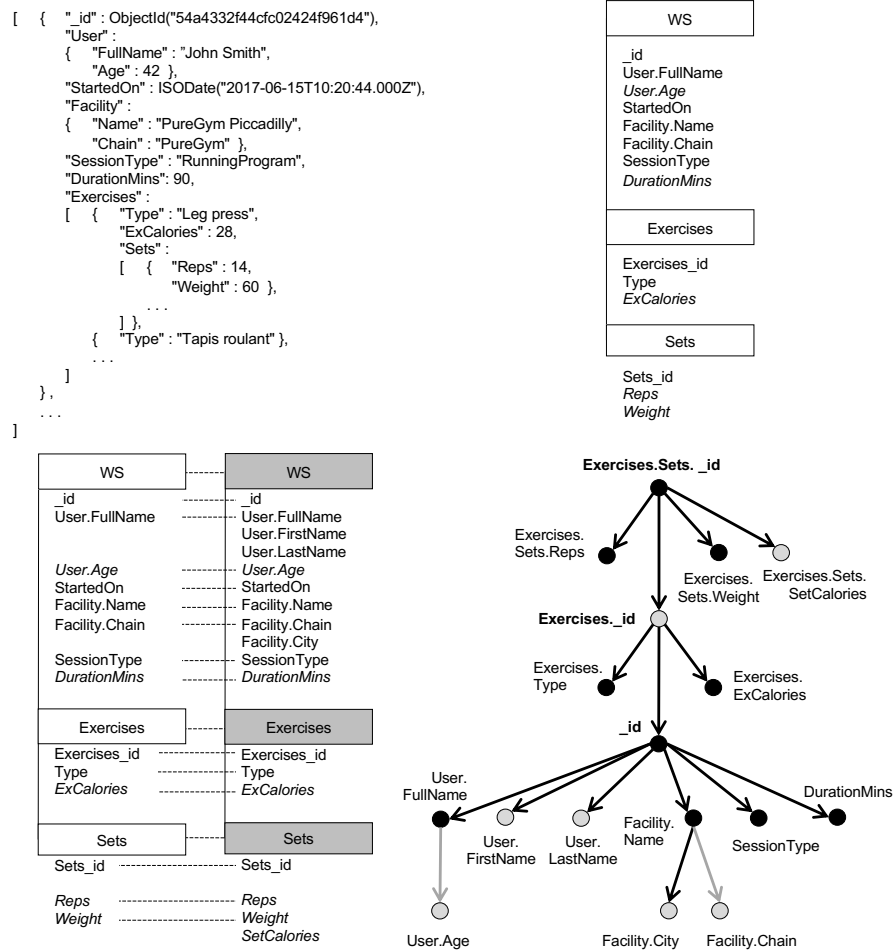 [ { "_id" : ObjectId("54a4332f44cfc02424f961d4"),
"User" :
{ "FullName" : "John Smith",
"Age" : 42 },
"StartedOn" : ISODate("2017-06-15T10:20:44.000Z"),
"Facility" :
{ "Name" : "PureGym Piccadilly",
"Chain" : "PureGym" },
"SessionType" : "RunningProgram",
"DurationMins": 90,
"Exercises" :
[ { "Type" : "Leg press",
"ExCalories" : 28,
"Sets" :
[ { "Reps" : 14,
"Weight" : 60 },
. . .
] },
{ "Type" : "Tapis roulant" },
. . .
]
} ,
. . .
]
WS
_id
User.FullName
User.Age
StartedOn
Facility.Name
Facility.Chain
SessionType
DurationMins
Exercises
Exercises_id
Type
ExCalories
Sets
Sets_id
Reps
Weight
WS
_id
User.FullName
User.Age
StartedOn
Facility.Name
Facility.Chain
SessionType
DurationMins
Exercises
Exercises_id
Type
ExCalories
Sets
Sets_id
Reps
Weight
WS
_id
User.FullName
User.FirstName
User.LastName
User.Age
StartedOn
Facility.Name
Facility.Chain
Facility.City
SessionType
DurationMins
Exercises
Exercises_id
Type
ExCalories
Sets
Sets_id
Reps
Weight
SetCalories
Exercises.Sets. _id
Exercises.
Sets.Reps
Exercises.
Sets.Weight
Exercises.Sets.
SetCalories
Exercises._id
Exercises.
Type
Exercises.
ExCalories
_id
User.
FullName
User.
FirstName
User.
LastName
Facility.
Name
SessionType
DurationMins
User.Age
Facility.City
Facility.Chain